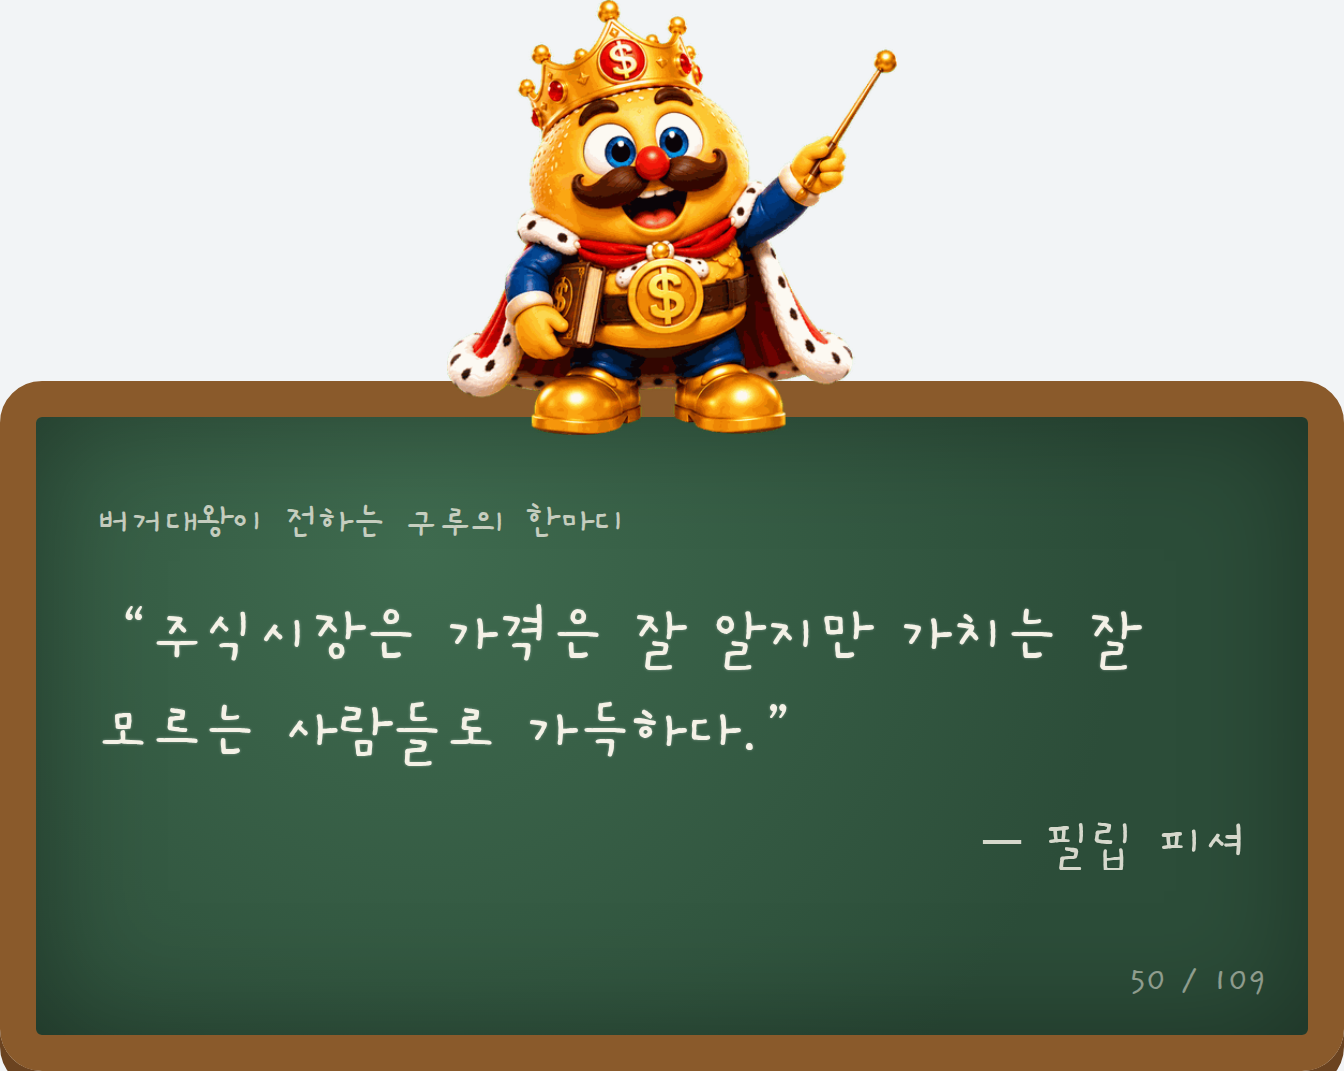 $
$
$
버거대왕이 전하는 구루의 한마디
“주식시장은 가격은 잘 알지만 가치는 잘
모르는 사람들로 가득하다.”
— 필립 피셔
50 / 109